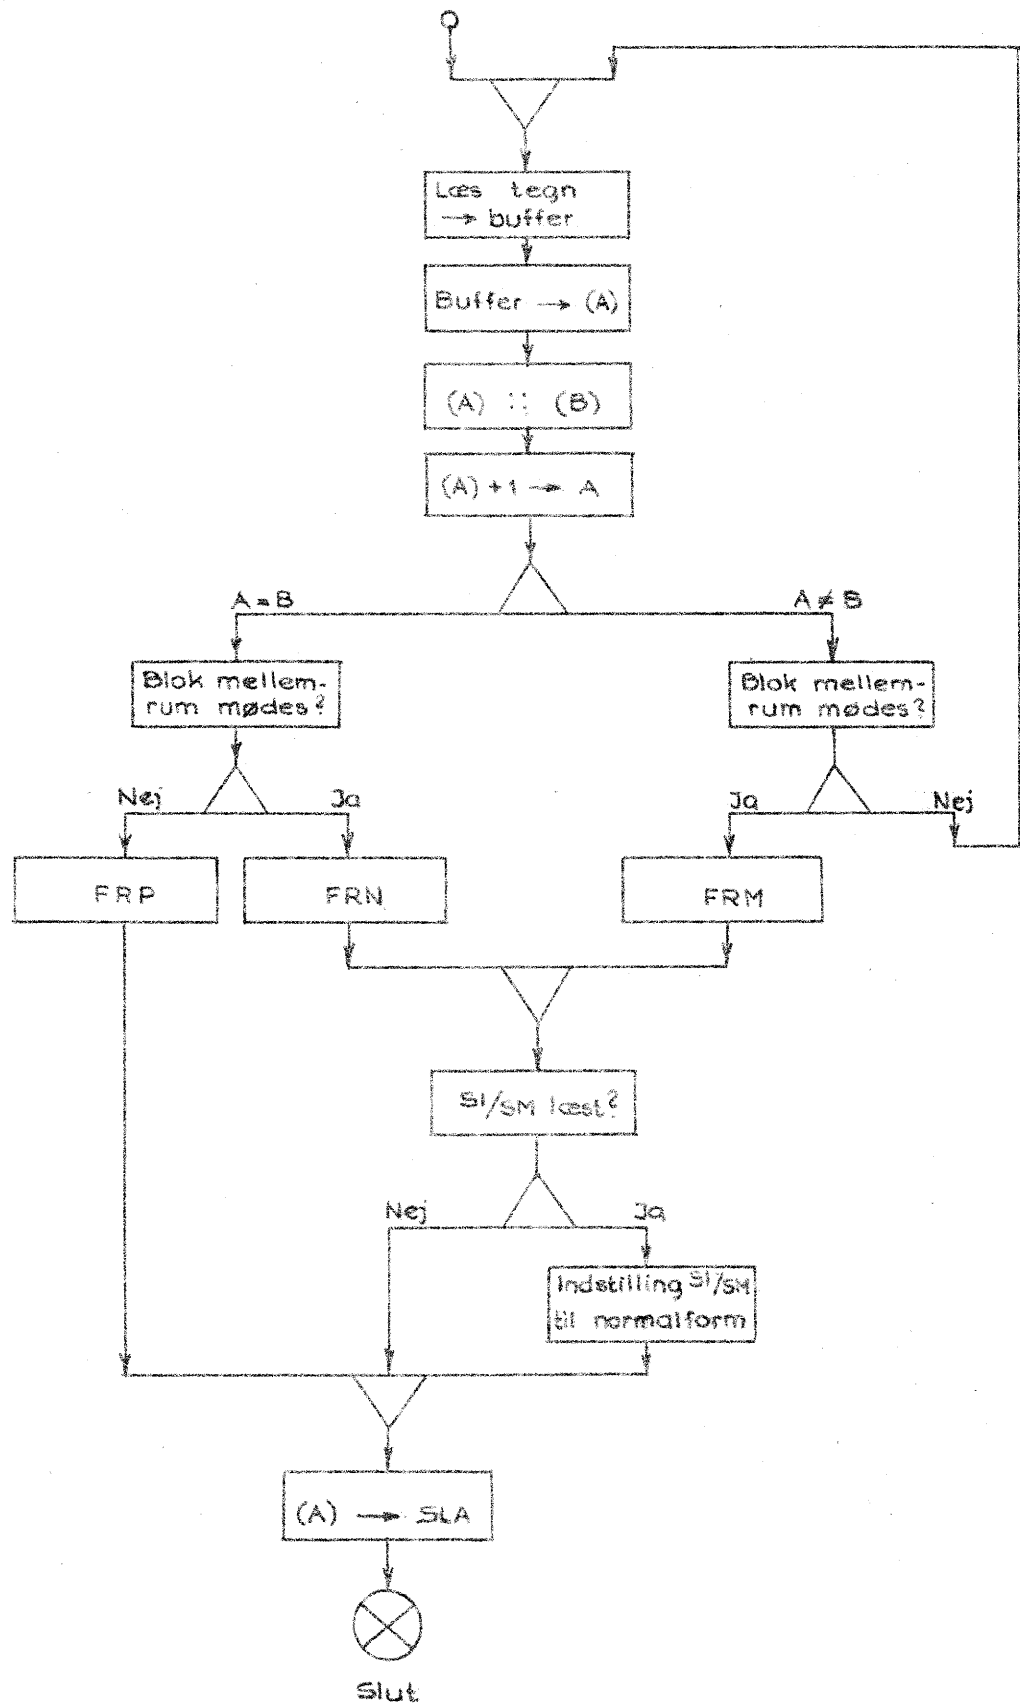 Læs tegn
→ buffer
Buffer → (A)
(A) :: (B)
(A) + 1 → A
A = B
A ≠ B
Blok mellem-
rum mødes?
Blok mellem-
rum mødes?
Nej
Ja
Ja
Nej
FRP
FRN
FRM
SI/SM læst?
Nej
Ja
Indstilling SI/SM
til normalform
(A) → SLA
Slut